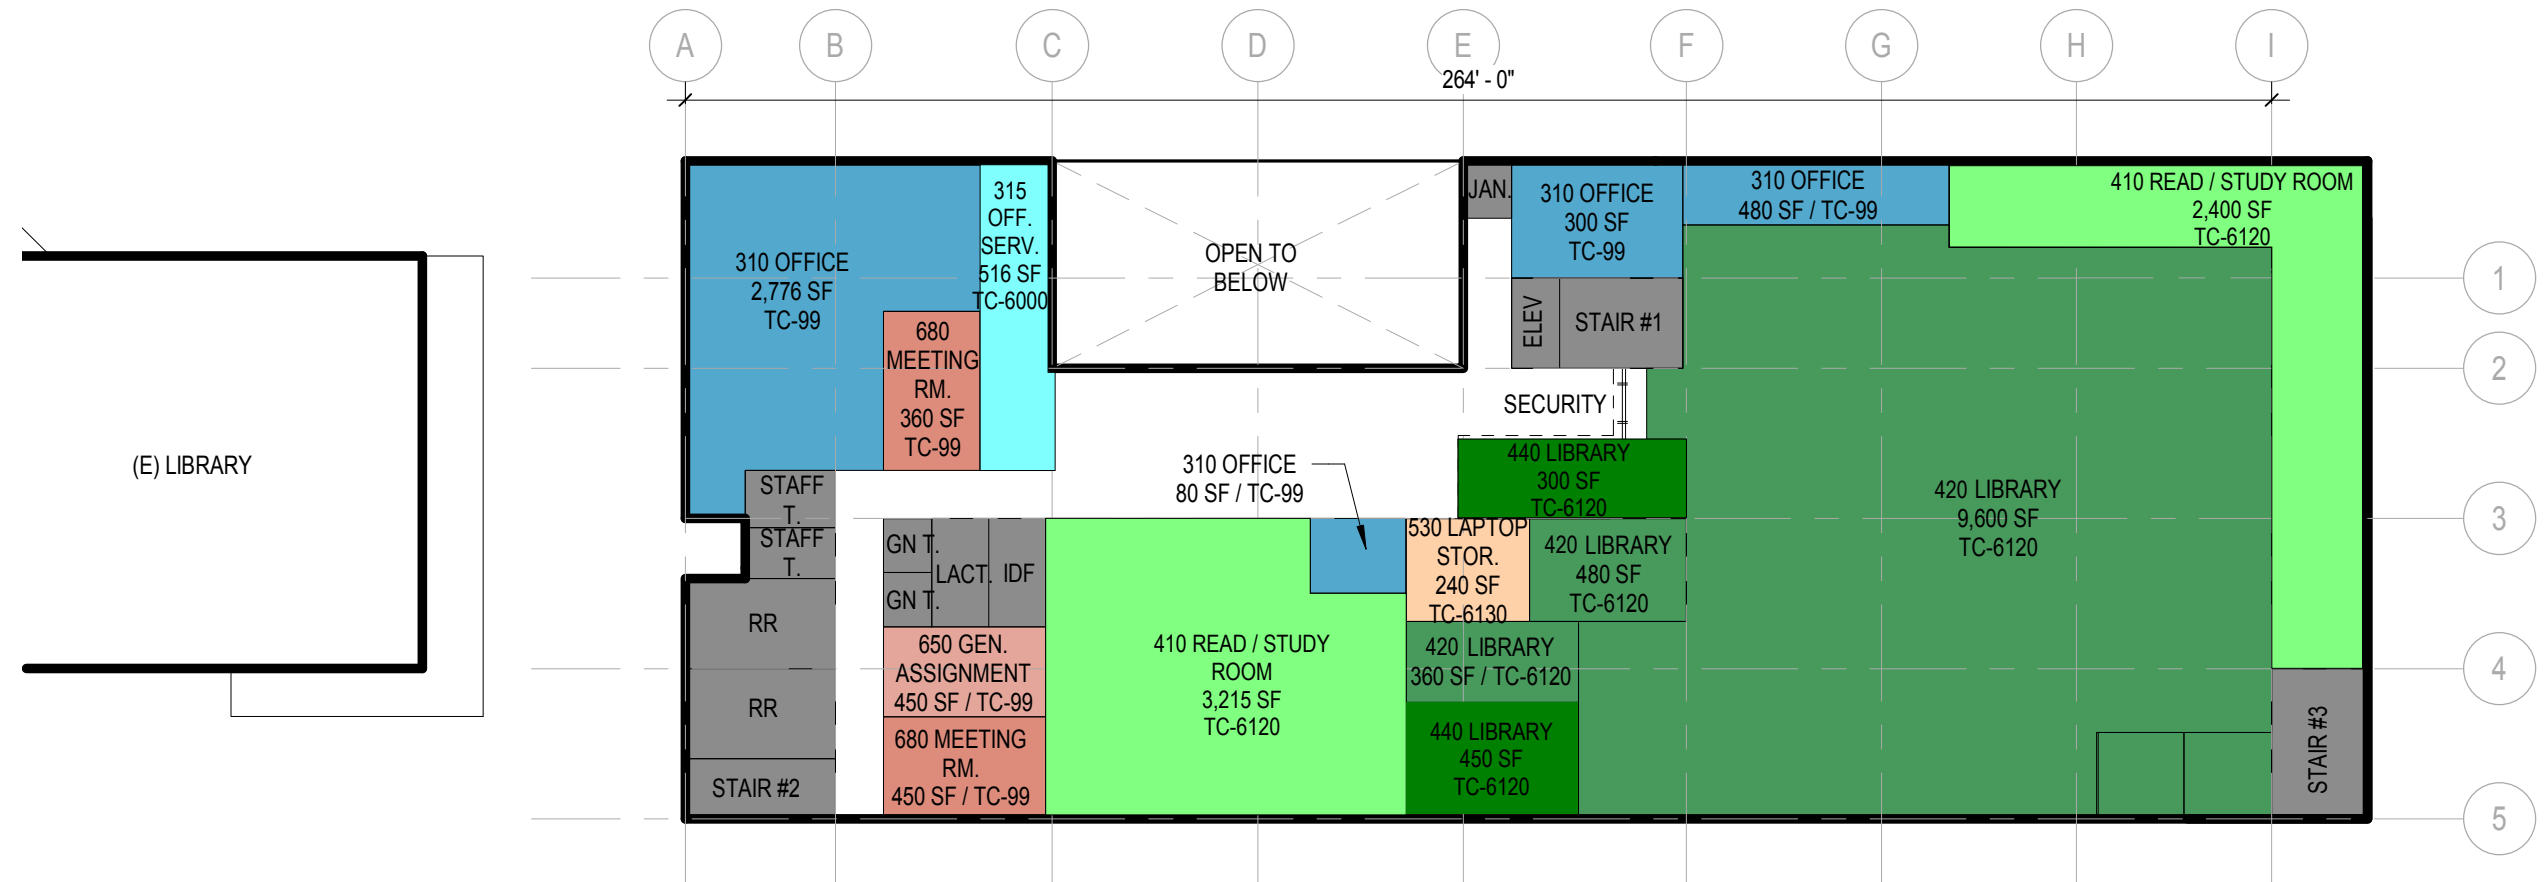 A B C D E F G H I
264' - 0"
315
OFF.
SERV.
516 SF
TC-6000
310 OFFICE
2,776 SF
TC-99
680
MEETING
RM.
360 SF
TC-99
OPEN TO
BELOW
JAN.
310 OFFICE
300 SF
TC-99
310 OFFICE
480 SF / TC-99
410 READ / STUDY ROOM
2,400 SF
TC-6120
1
ELEV
STAIR #1
2
SECURITY
(E) LIBRARY
310 OFFICE
80 SF / TC-99
440 LIBRARY
300 SF
TC-6120
420 LIBRARY
9,600 SF
TC-6120
STAFF
T.
STAFF
T.
3
GN T.
GN T.
LACT.
IDF
530 LAPTOP
STOR.
240 SF
TC-6130
420 LIBRARY
480 SF
TC-6120
RR
RR
650 GEN.
ASSIGNMENT
450 SF / TC-99
410 READ / STUDY
ROOM
3,215 SF
TC-6120
420 LIBRARY
360 SF / TC-6120
4
680 MEETING
RM.
450 SF / TC-99
440 LIBRARY
450 SF
TC-6120
STAIR #2
STAIR #3
5